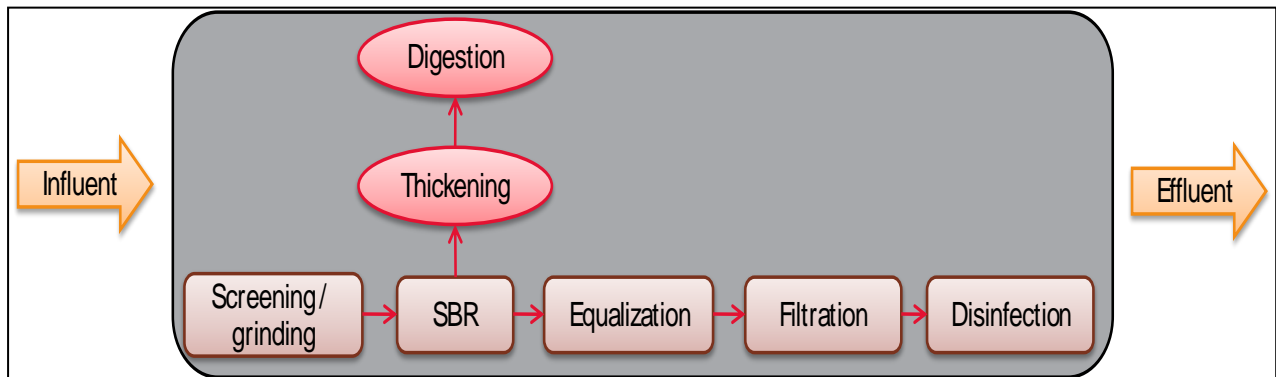 Digestion
Thickening
Influent
Effluent
Screening/
grinding
SBR
Equalization
Filtration
Disinfection